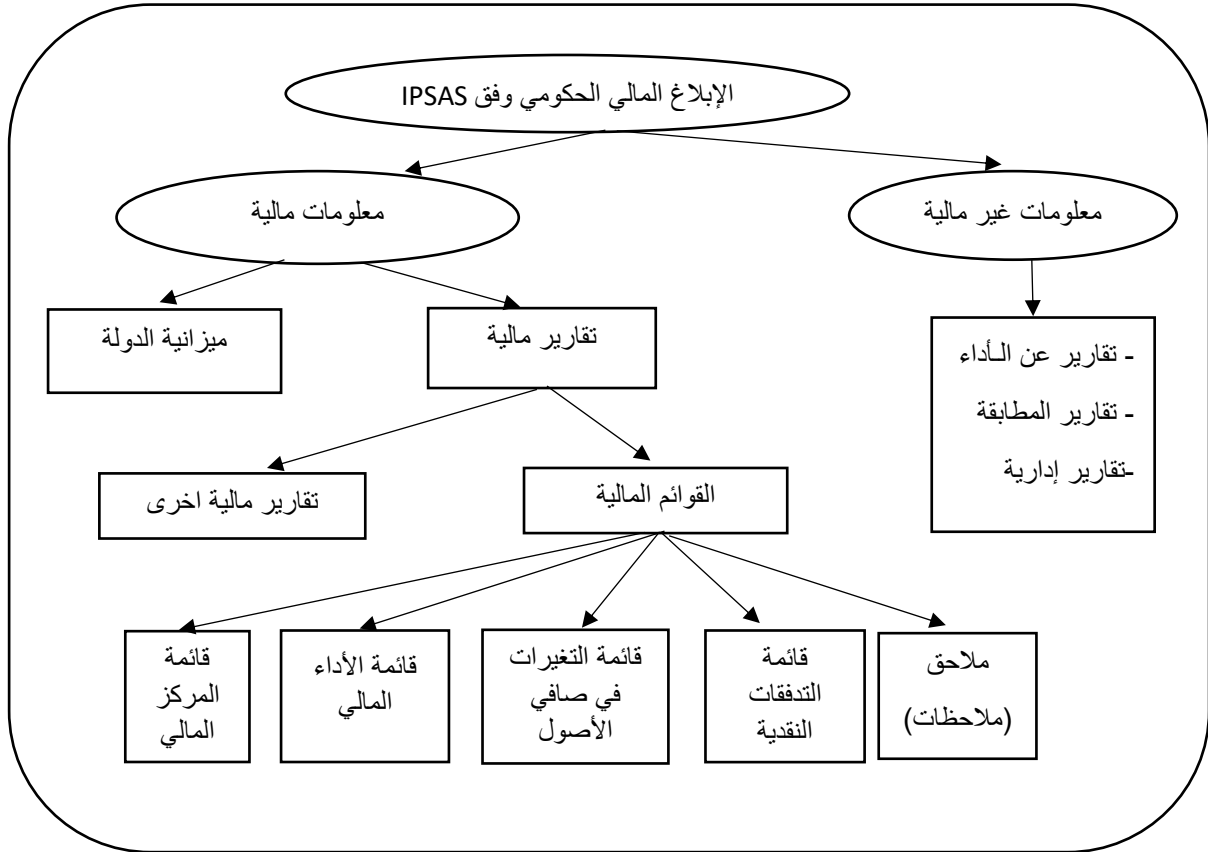 الإبلاغ المالي الحكومي وفق IPSAS
معلومات غير مالية
معلومات مالية
- تقارير عن الـأداء
- تقارير المطابقة
-تقارير إدارية
تقارير مالية
ميزانية الدولة
القوائم المالية
تقارير مالية اخرى
ملاحق
(ملاحظات)
قائمة
التدفقات
النقدية
قائمة التغيرات
في صافي
الأصول
قائمة الأداء
المالي
قائمة
المركز
المالي